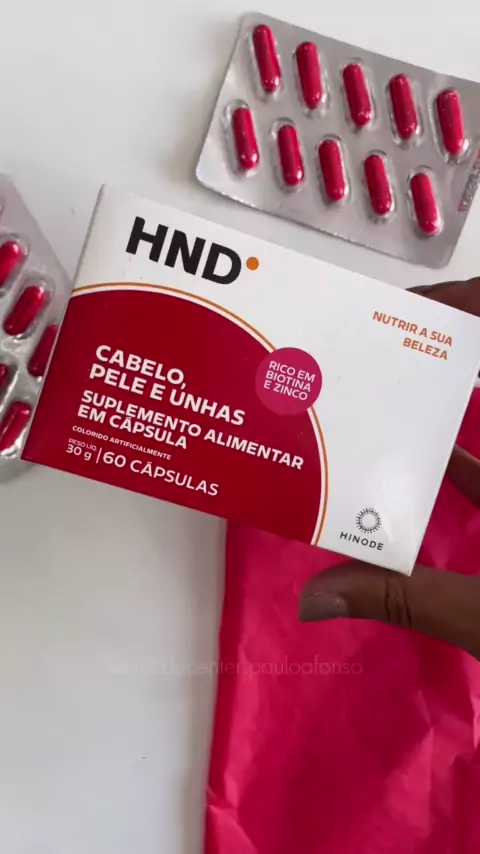 HND
NUTRIR A SUA
BELEZA
CABELO,
PELE E UNHAS
SUPLEMENTO ALIMENTAR
EM CÁPSULA
COLORIDO ARTIFICIALMENTE
PESO LIQ.
30 g | 60 CÁPSULAS
RICO EM
BIOTINA
E ZINCO
HINODE